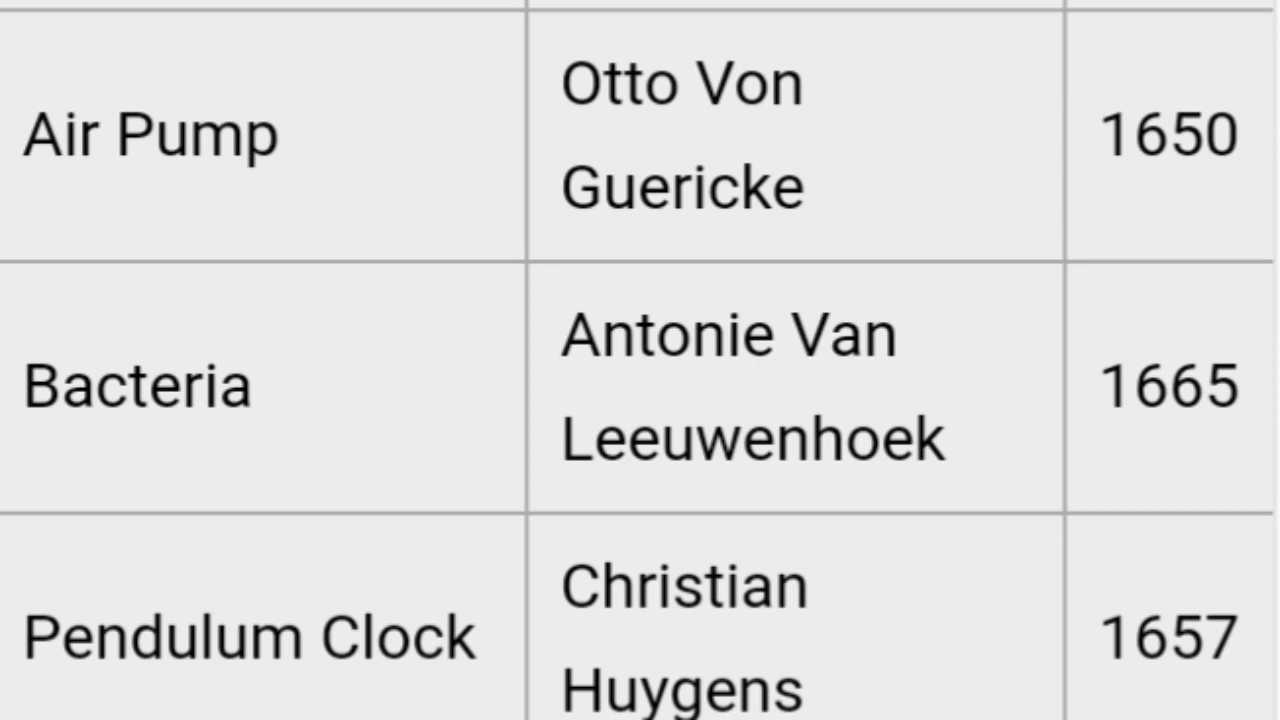 Air Pump
Otto Von
Guericke
1650
Bacteria
Antonie Van
Leeuwenhoek
1665
Pendulum Clock
Christian
Huygens
1657